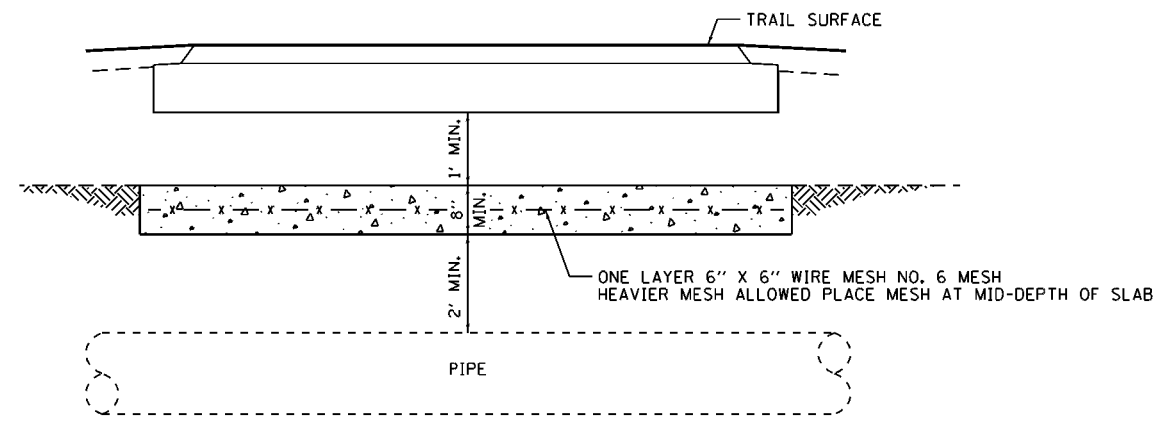 TRAIL SURFACE
1' MIN.
8" MIN.
ONE LAYER 6" X 6" WIRE MESH NO. 6 MESH
HEAVIER MESH ALLOWED PLACE MESH AT MID-DEPTH OF SLAB
2' MIN.
PIPE